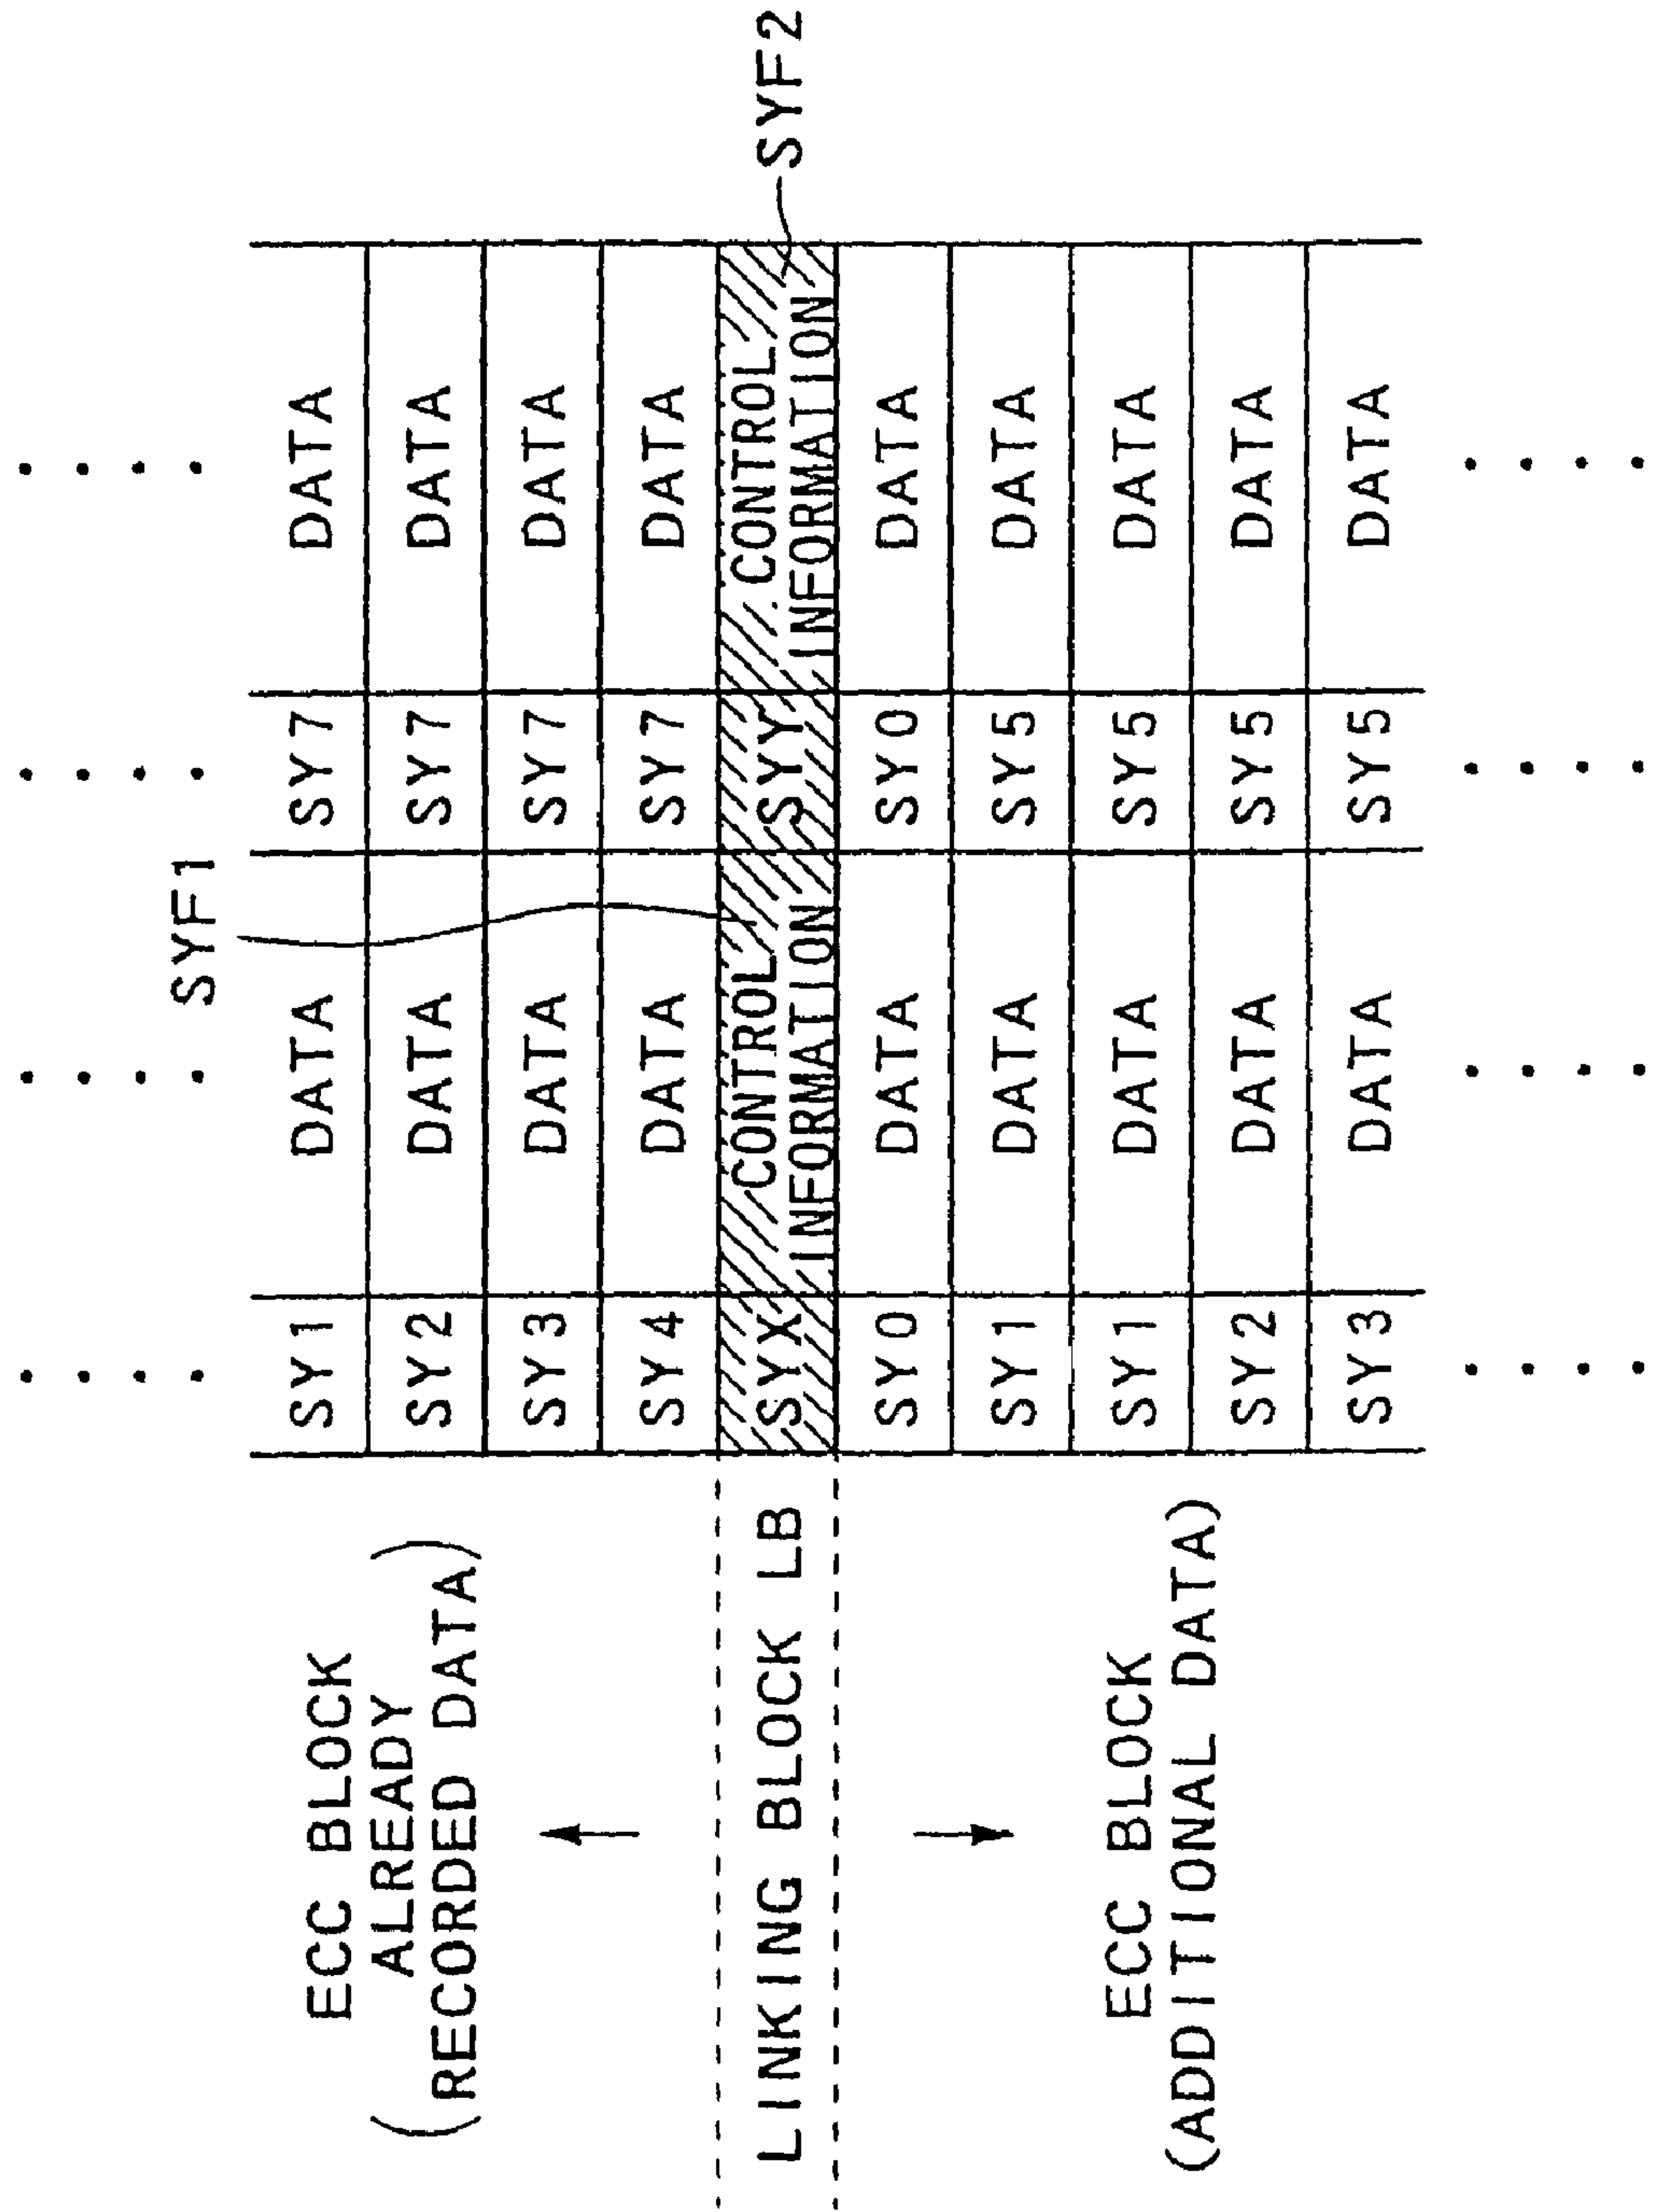 SYF1
ECC BLOCK
ALREADY
(RECORDED DATA)
SY1 DATA SY7 DATA
SY2 DATA SY7 DATA
SY3 DATA SY7 DATA
SY4 DATA SY7 DATA
LINKING BLOCK LB
SYX CONTROL INFORMATION SYY CONTROL INFORMATION
SYF2
SY0 DATA SY0 DATA
SY1 DATA SY5 DATA
ECC BLOCK
(ADDITIONAL DATA)
SY1 DATA SY5 DATA
SY2 DATA SY5 DATA
SY3 DATA SY5 DATA